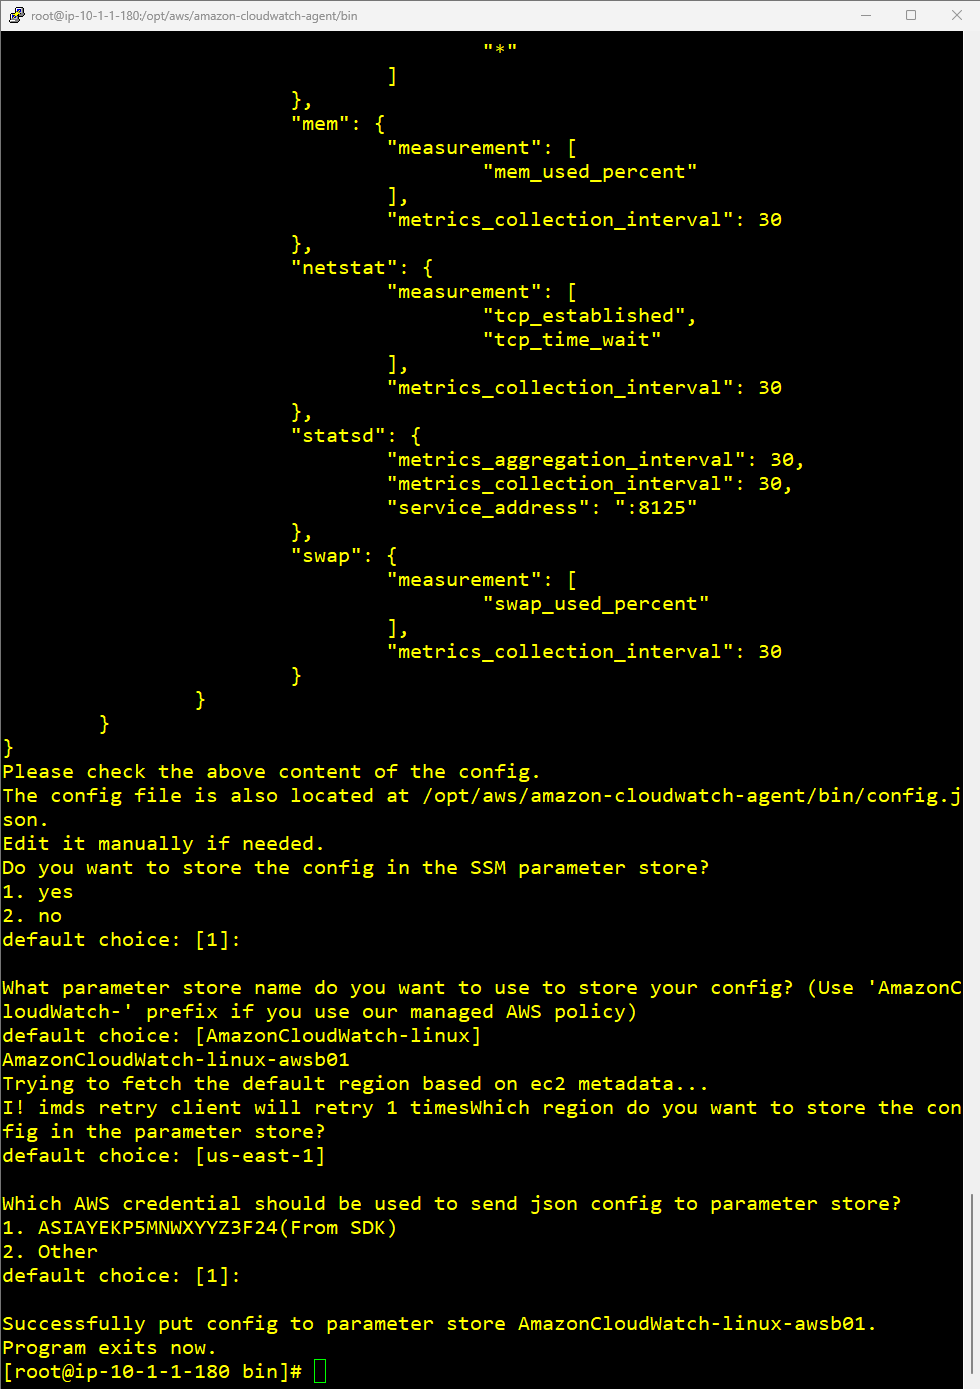 root@ip-10-1-1-180:/opt/aws/amazon-cloudwatch-agent/bin
"*"
]
},
"mem": {
"measurement": [
"mem_used_percent"
],
"metrics_collection_interval": 30
},
"netstat": {
"measurement": [
"tcp_established",
"tcp_time_wait"
],
"metrics_collection_interval": 30
},
"statsd": {
"metrics_aggregation_interval": 30,
"metrics_collection_interval": 30,
"service_address": ":8125"
},
"swap": {
"measurement": [
"swap_used_percent"
],
"metrics_collection_interval": 30
}
}
}
}
Please check the above content of the config.
The config file is also located at /opt/aws/amazon-cloudwatch-agent/bin/config.j
son.
Edit it manually if needed.
Do you want to store the config in the SSM parameter store?
1. yes
2. no
default choice: [1]:
What parameter store name do you want to use to store your config? (Use 'AmazonC
loudWatch-' prefix if you use our managed AWS policy)
default choice: [AmazonCloudWatch-linux]
AmazonCloudWatch-linux-awsb01
Trying to fetch the default region based on ec2 metadata...
I! imds retry client will retry 1 timesWhich region do you want to store the con
fig in the parameter store?
default choice: [us-east-1]
Which AWS credential should be used to send json config to parameter store?
1. ASIAYEKP5MNWXYYZ3F24(From SDK)
2. Other
default choice: [1]:
Successfully put config to parameter store AmazonCloudWatch-linux-awsb01.
Program exits now.
[root@ip-10-1-1-180 bin]#